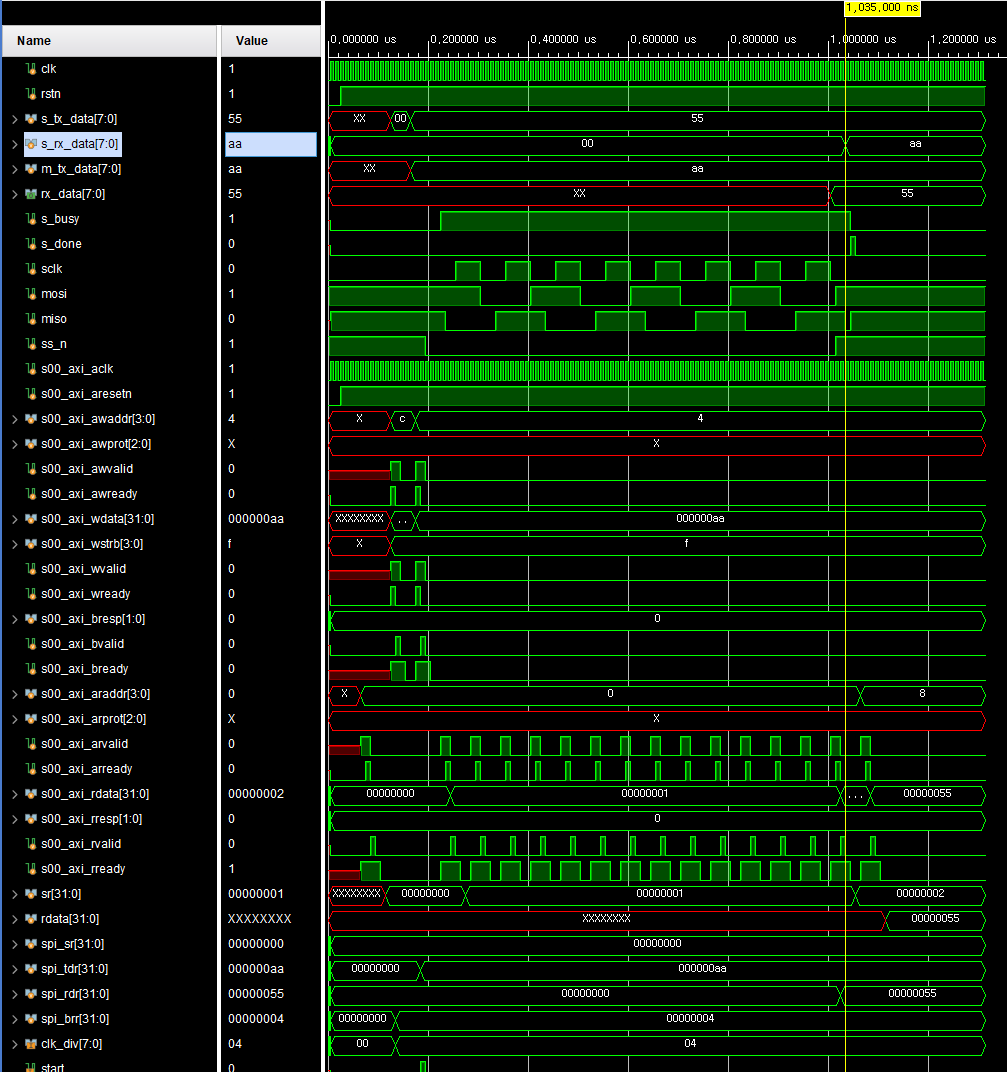 1,035.000 ns
Name Value 0.000000 us 0.200000 us 0.400000 us 0.600000 us 0.800000 us 1.000000 us 1.200000 us
clk 1
rstn 1
s_tx_data[7:0] 55 XX 00 55
s_rx_data[7:0] aa 00 aa
m_tx_data[7:0] aa XX aa
rx_data[7:0] 55 XX 55
s_busy 1
s_done 0
sclk 0
mosi 1
miso 0
ss_n 1
s00_axi_aclk 1
s00_axi_aresetn 1
s00_axi_awaddr[3:0] 4 X c 4
s00_axi_awprot[2:0] X X
s00_axi_awvalid 0
s00_axi_awready 0
s00_axi_wdata[31:0] 000000aa XXXXXXXX .. 000000aa
s00_axi_wstrb[3:0] f X f
s00_axi_wvalid 0
s00_axi_wready 0
s00_axi_bresp[1:0] 0 0
s00_axi_bvalid 0
s00_axi_bready 0
s00_axi_araddr[3:0] 0 X 0 8
s00_axi_arprot[2:0] X X
s00_axi_arvalid 0
s00_axi_arready 0
s00_axi_rdata[31:0] 00000002 00000000 00000001 ... 00000055
s00_axi_rresp[1:0] 0 0
s00_axi_rvalid 0
s00_axi_rready 1
sr[31:0] 00000001 XXXXXXXX 00000000 00000001 00000002
rdata[31:0] XXXXXXXX XXXXXXXX 00000055
spi_sr[31:0] 00000000 00000000
spi_tdr[31:0] 000000aa 00000000 000000aa
spi_rdr[31:0] 00000055 00000000 00000055
spi_brr[31:0] 00000004 00000000 00000004
clk_div[7:0] 04 00 04
start 0